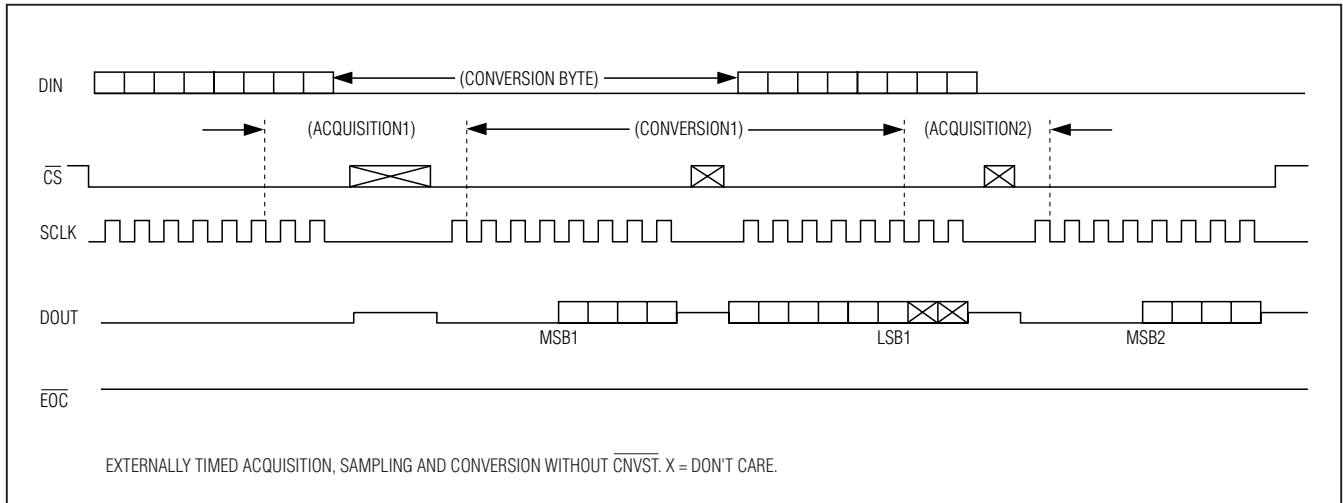 DIN
(CONVERSION BYTE)
(ACQUISITION1)
(CONVERSION1)
(ACQUISITION2)
CS
SCLK
DOUT
MSB1
LSB1
MSB2
EOC
EXTERNALLY TIMED ACQUISITION, SAMPLING AND CONVERSION WITHOUT CNVST. X = DON'T CARE.